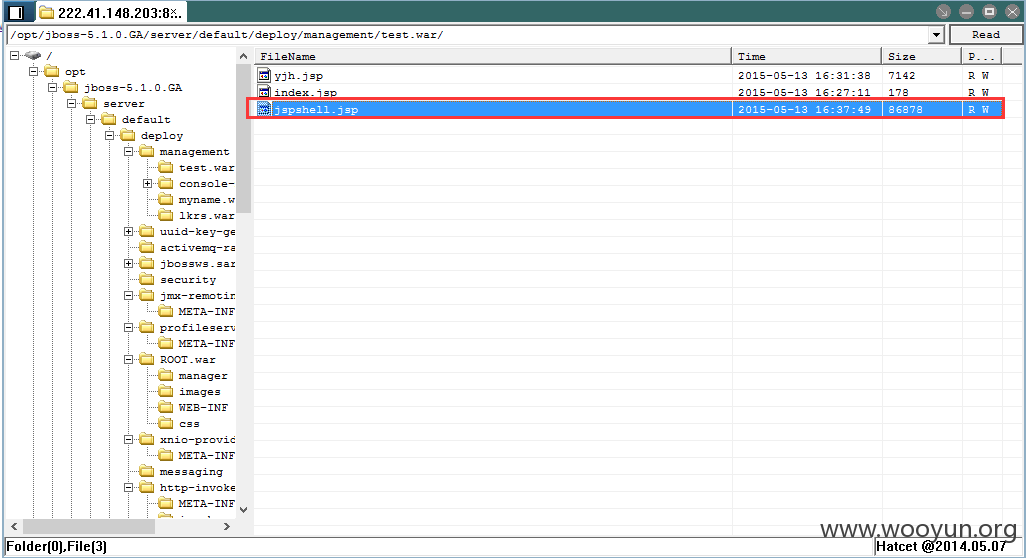 222.41.148.203:8
/opt/jboss-5.1.0.GA/server/default/deploy/management/test.war/
Read
/
opt
jboss-5.1.0.GA
server
default
deploy
management
test.war
console-
myname.w
lkrs.war
uuid-key-ge
activemq-ra
jbossws.sar
security
jmx-remotin
META-INF
profileserv
META-INF
ROOT.war
manager
images
WEB-INF
css
xnio-provid
META-INF
messaging
http-invoke
META-INF
FileName Time Size P...
yjh.jsp 2015-05-13 16:31:38 7142 R W
index.jsp 2015-05-13 16:27:11 178 R W
jspshell.jsp 2015-05-13 16:37:49 86878 R W
www.wooyun.org
Folder(0),File(3)
Hatcet @2014.05.07